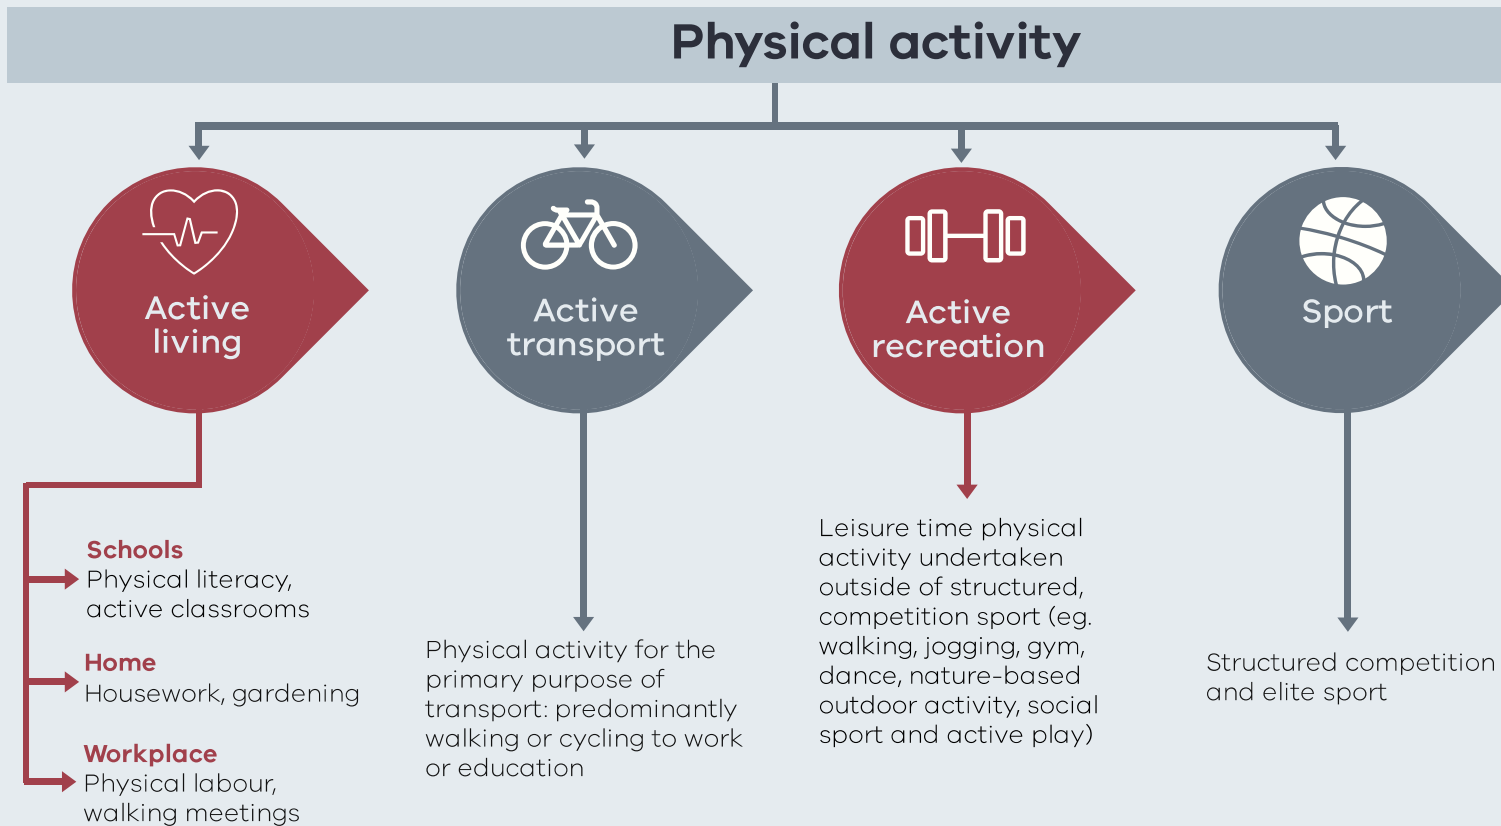 Physical activity
Active
living
Active
transport
Active
recreation
Sport
Schools
Physical literacy,
active classrooms
Home
Housework, gardening
Workplace
Physical labour,
walking meetings
Physical activity for the
primary purpose of
transport: predominantly
walking or cycling to work
or education
Leisure time physical
activity undertaken
outside of structured,
competition sport (eg.
walking, jogging, gym,
dance, nature-based
outdoor activity, social
sport and active play)
Structured competition
and elite sport